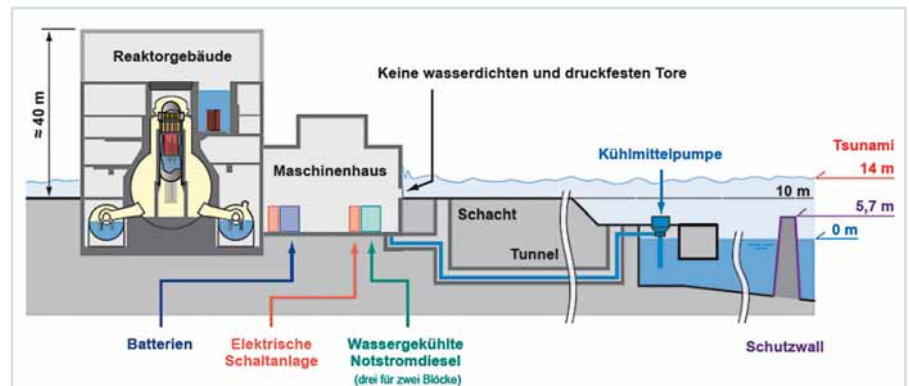 Reaktorgebäude
≈ 40 m
Keine wasserdichten und druckfesten Tore
Maschinenhaus
Kühlmittelpumpe
Tsunami
14 m
10 m
5,7 m
0 m
Schacht
Tunnel
Batterien
Elektrische
Schaltanlage
Wassergekühlte
Notstromdiesel
(drei für zwei Blöcke)
Schutzwall